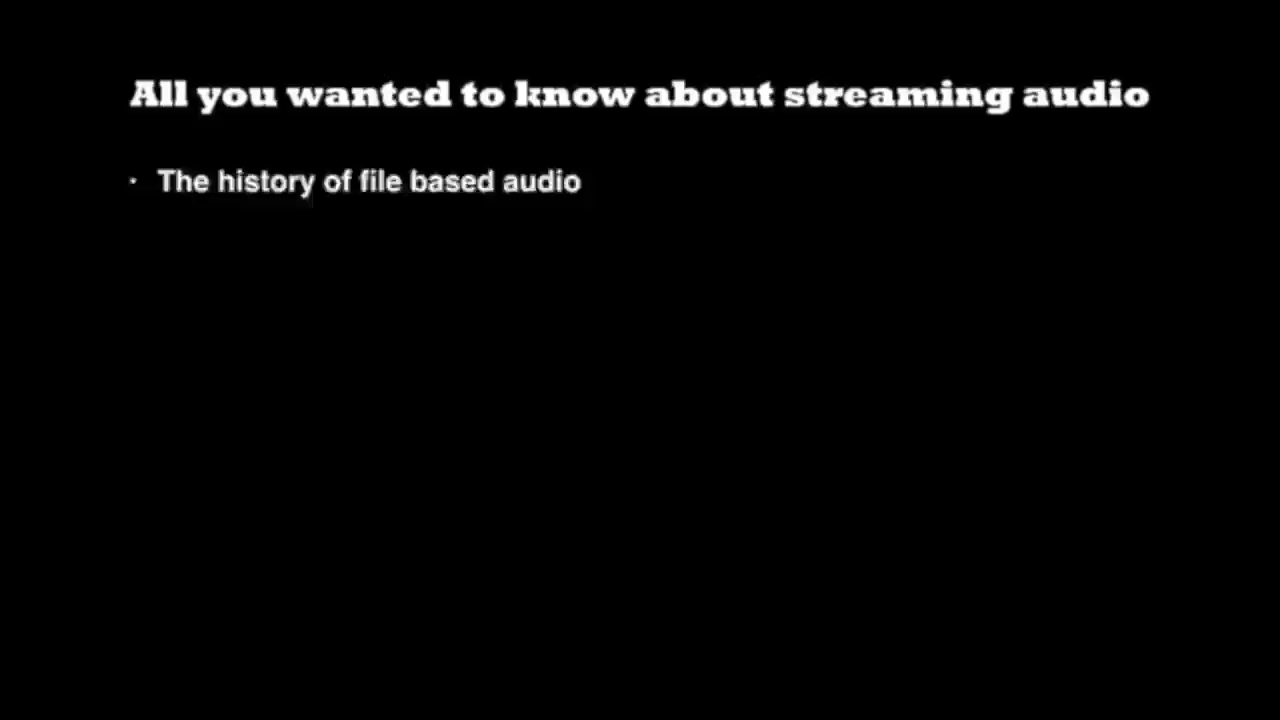 All you wanted to know about streaming audio
· The history of file based audio